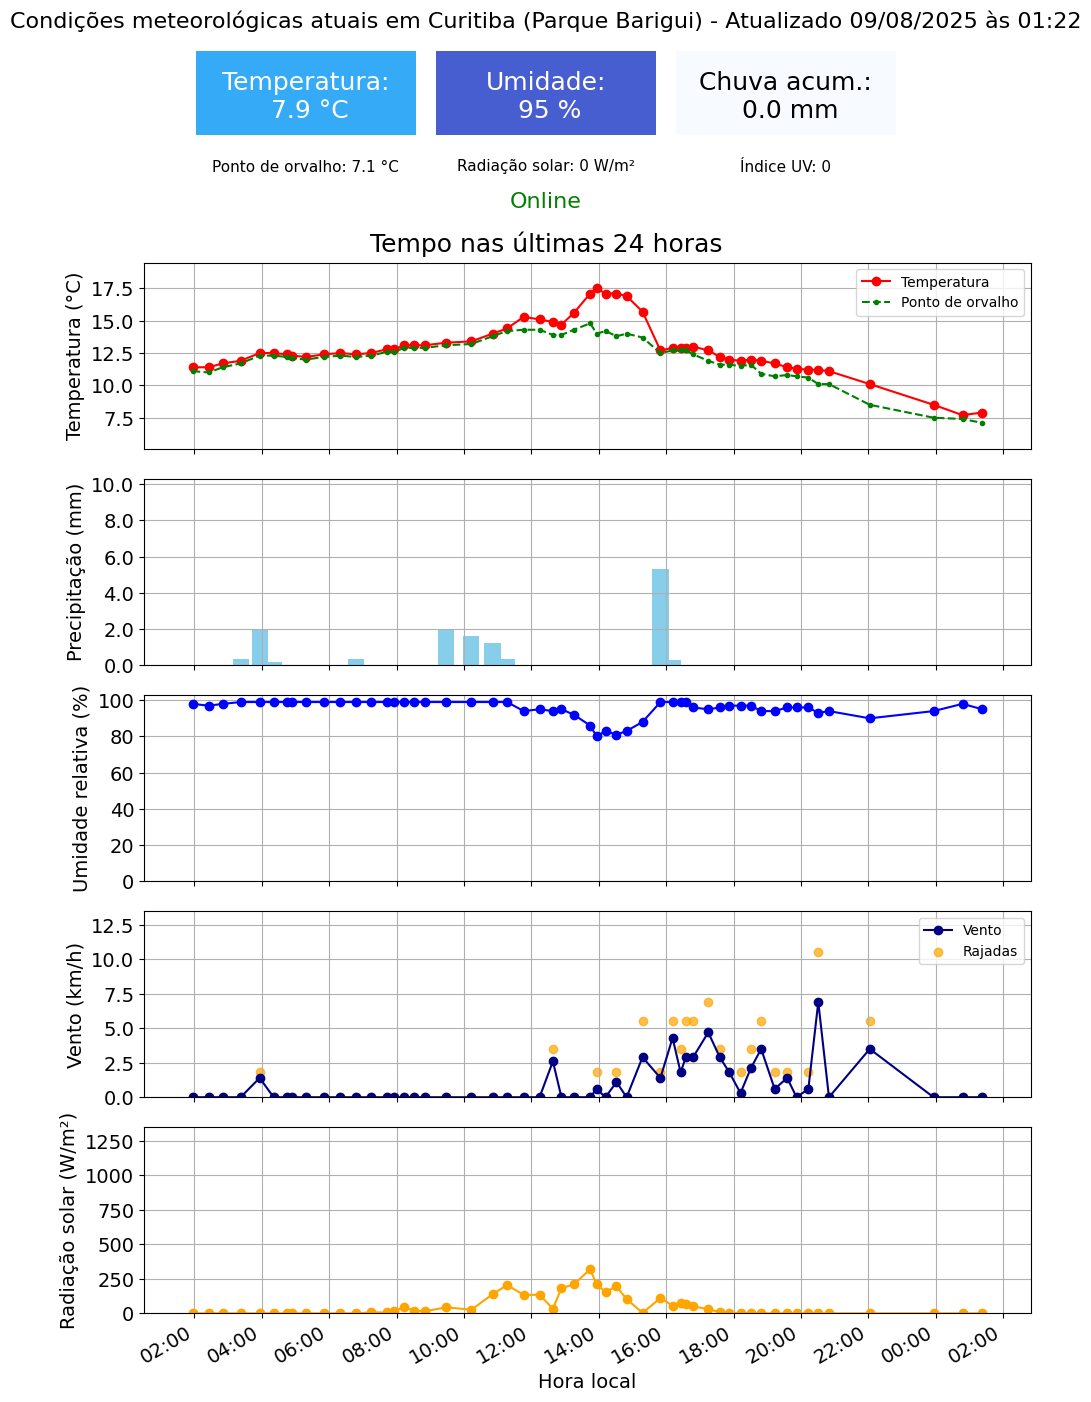 Condições meteorológicas atuais em Curitiba (Parque Barigui) - Atualizado 09/08/2025 às 01:22
Temperatura:
7.9 °C
Umidade:
95 %
Chuva acum.:
0.0 mm
Ponto de orvalho: 7.1 °C
Radiação solar: 0 W/m²
Índice UV: 0
Online
Tempo nas últimas 24 horas
Temperatura (°C)
17.5
15.0
12.5
10.0
7.5
Temperatura
Ponto de orvalho
Precipitação (mm)
10.0
8.0
6.0
4.0
2.0
0.0
Umidade relativa (%)
100
80
60
40
20
0
Vento (km/h)
12.5
10.0
7.5
5.0
2.5
0.0
Vento
Rajadas
Radiação solar (W/m²)
1250
1000
750
500
250
0
02:00
04:00
06:00
08:00
10:00
12:00
14:00
16:00
18:00
20:00
22:00
00:00
02:00
Hora local